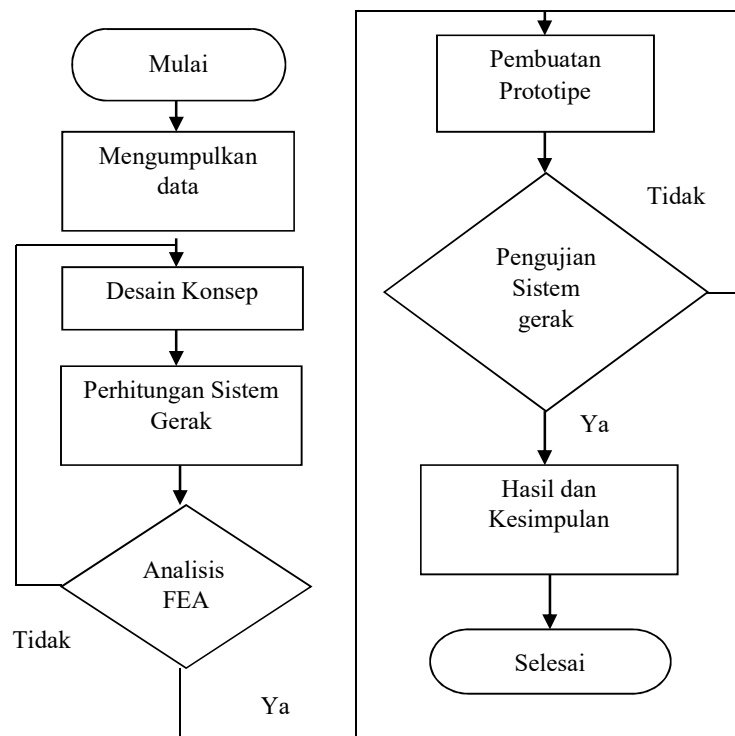 Mulai
Mengumpulkan
data
Desain Konsep
Perhitungan Sistem
Gerak
Analisis
FEA
Tidak
Ya
Pembuatan
Prototipe
Tidak
Pengujian
Sistem
gerak
Ya
Hasil dan
Kesimpulan
Selesai